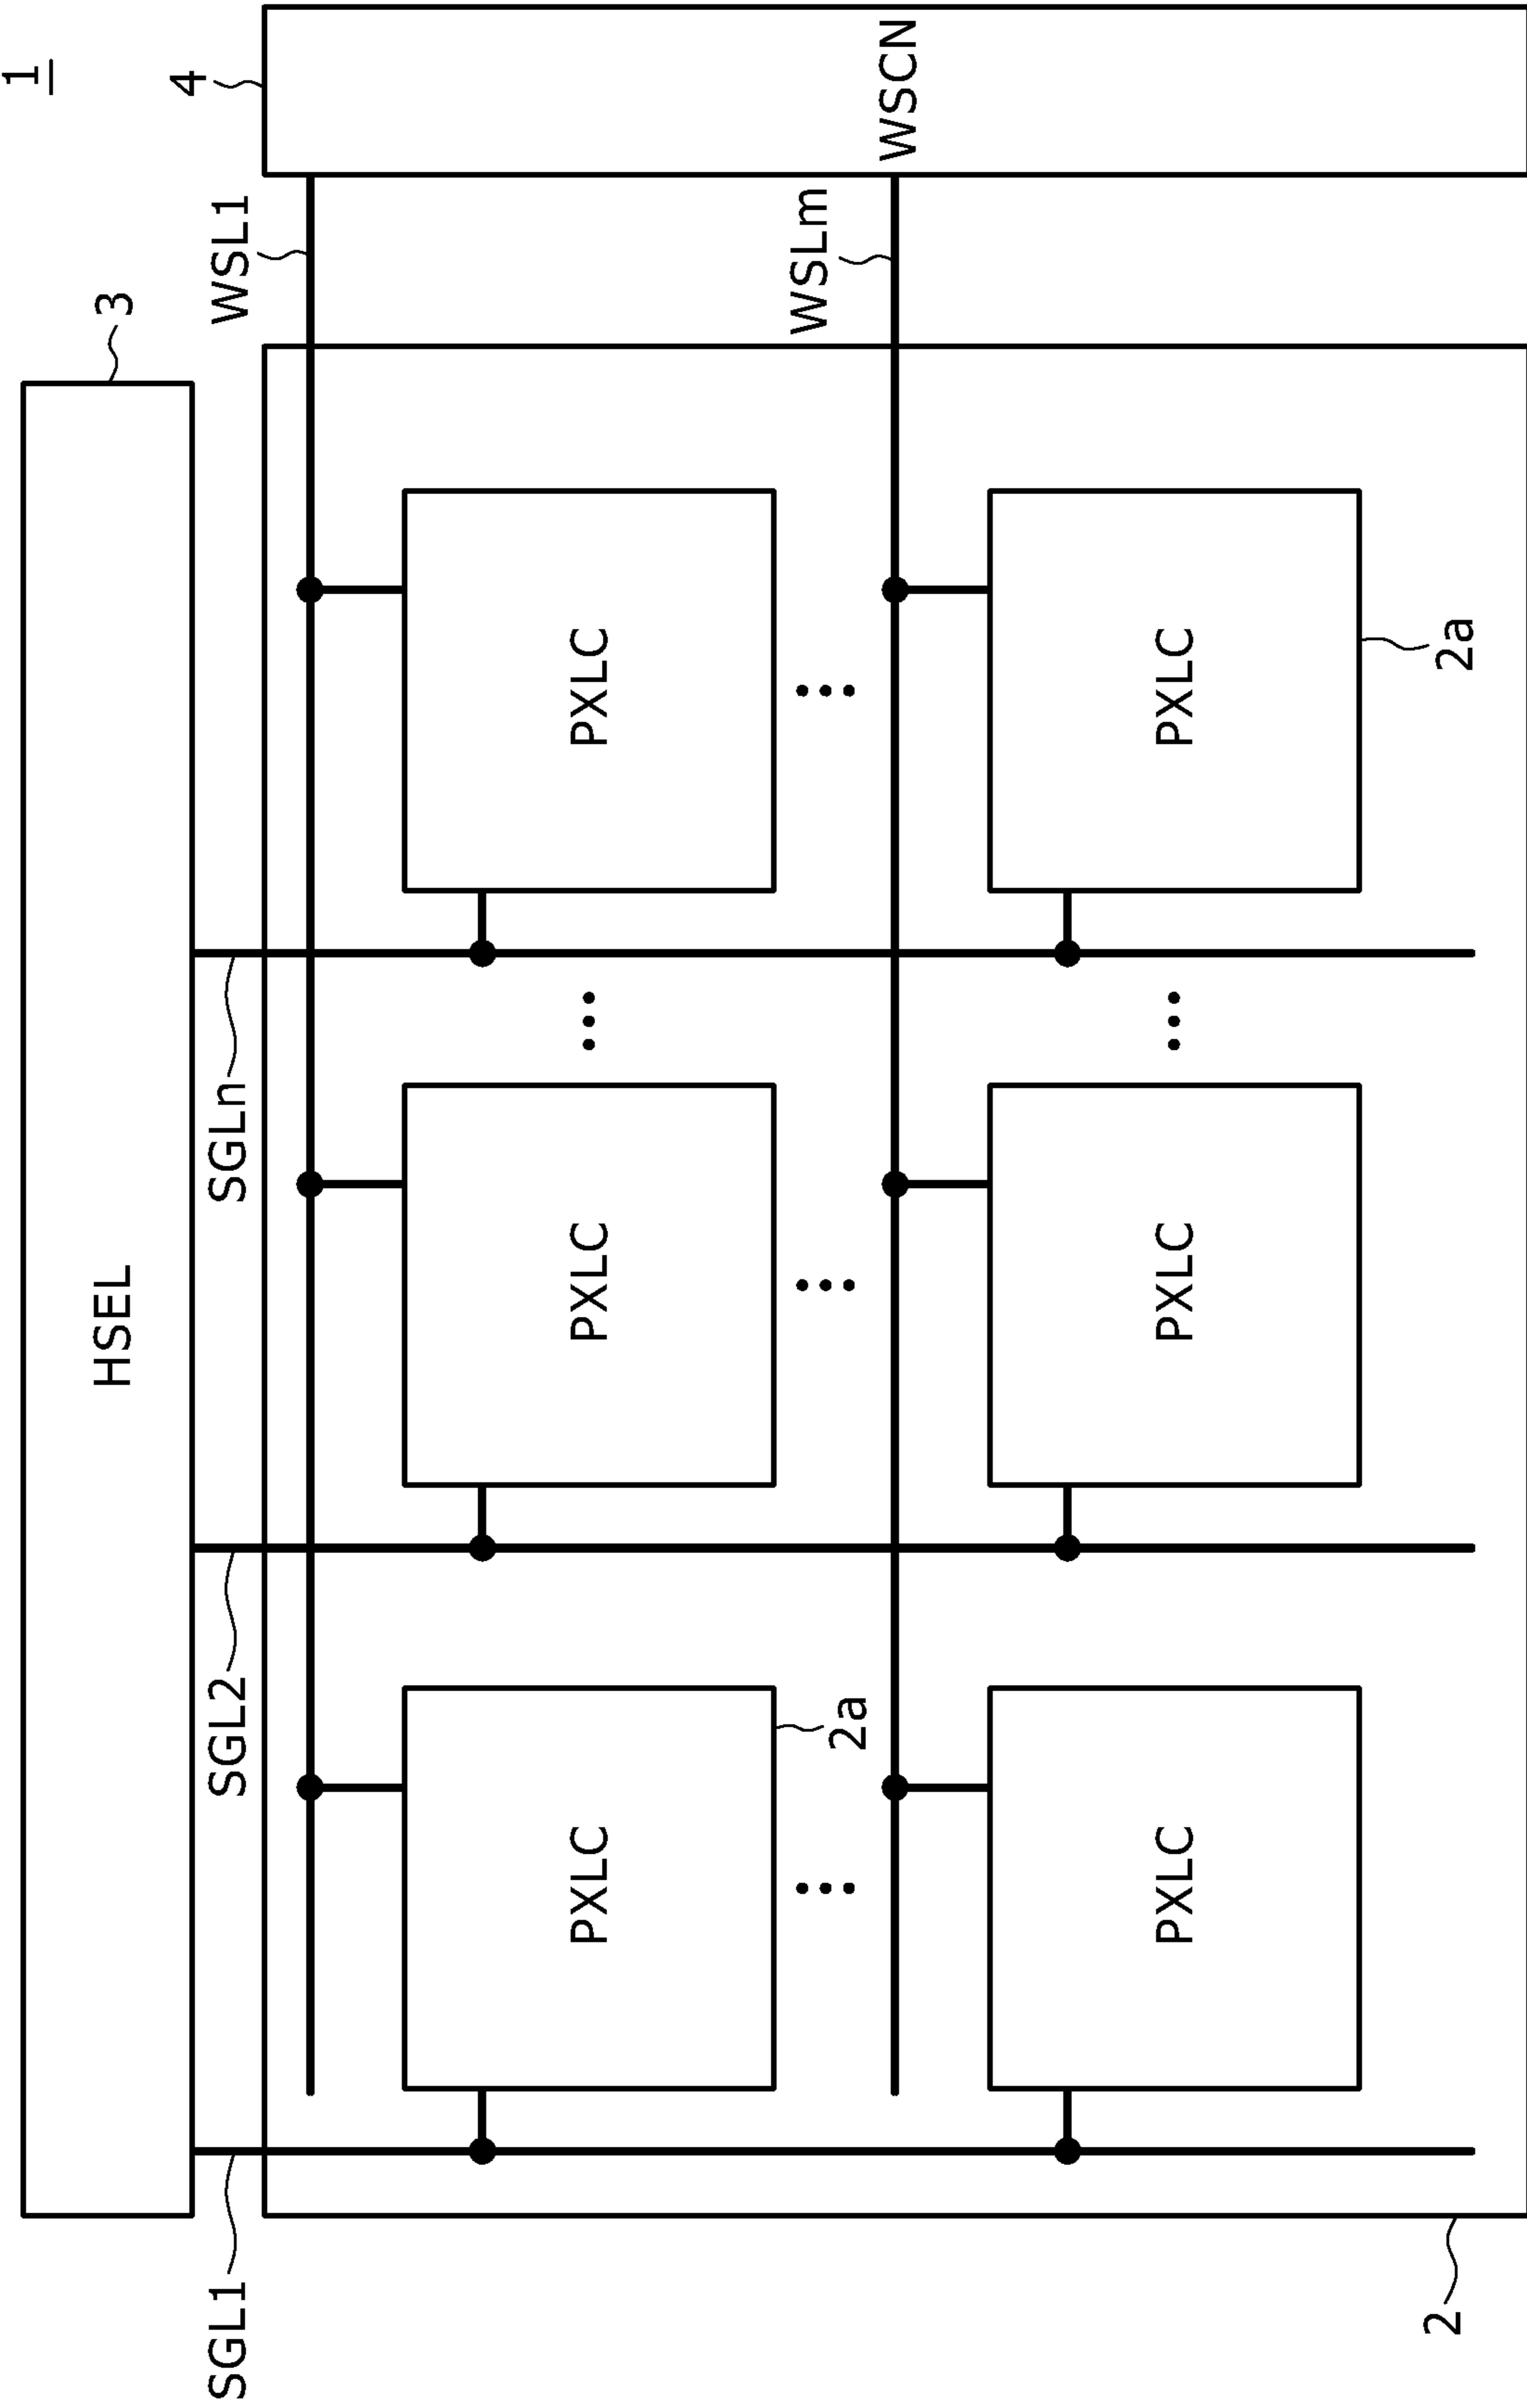 1
HSEL
3
4
SGL1
SGL2
SGLn
WSL1
PXLC
PXLC
PXLC
WSLm
2a
WSCN
PXLC
PXLC
PXLC
2
2a